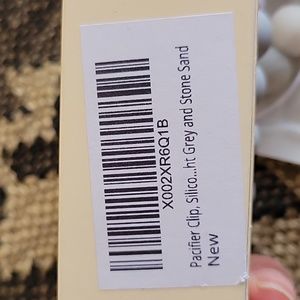 X002XR6Q1B
Pacifier Clip, Silico...ht Grey and Stone Sand
New